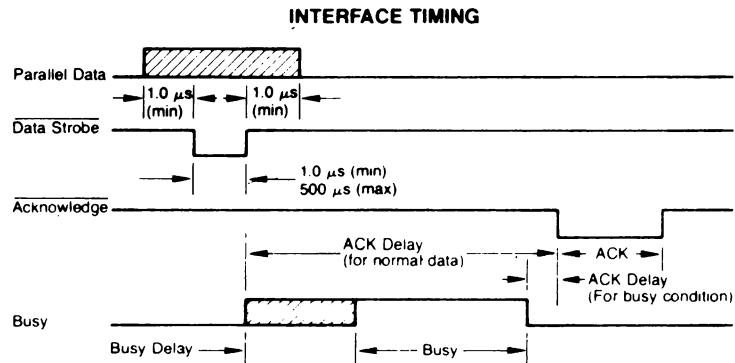 INTERFACE TIMING
Parallel Data
1.0 μs (min)
1.0 μs (min)
Data Strobe
1.0 μs (min)
500 μs (max)
Acknowledge
ACK Delay
(for normal data)
ACK
ACK Delay
(For busy condition)
Busy
Busy Delay
Busy